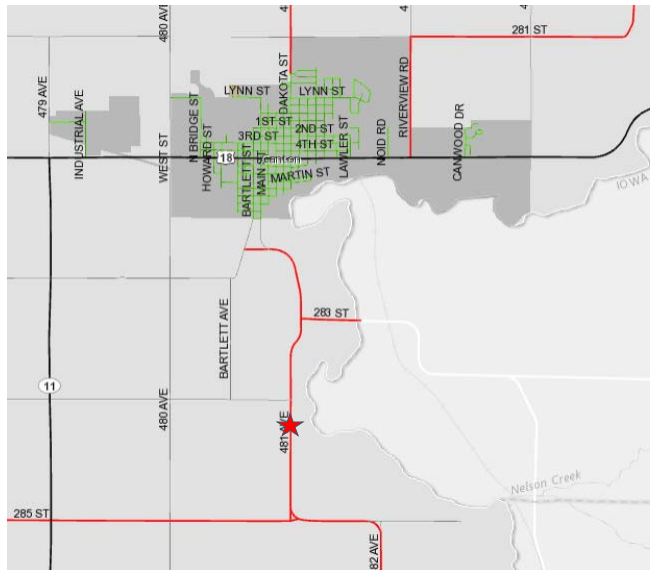 480 AVE
281 ST
479 AVE
INDUSTRIAL AVE
WEST ST
N BRIDGE ST
HOWARD ST
LYNN ST
DAKOTA ST
LYNN ST
1ST ST
2ND ST
3RD ST
4TH ST
BARTLETT ST
MAIN ST
18
Canton
MARTIN ST
LAWLER ST
NOID RD
RIVERVIEW RD
CANWOOD DR
IOWA
283 ST
BARTLETT AVE
11
480 AVE
481 AVE
Nelson Creek
285 ST
82 AVE